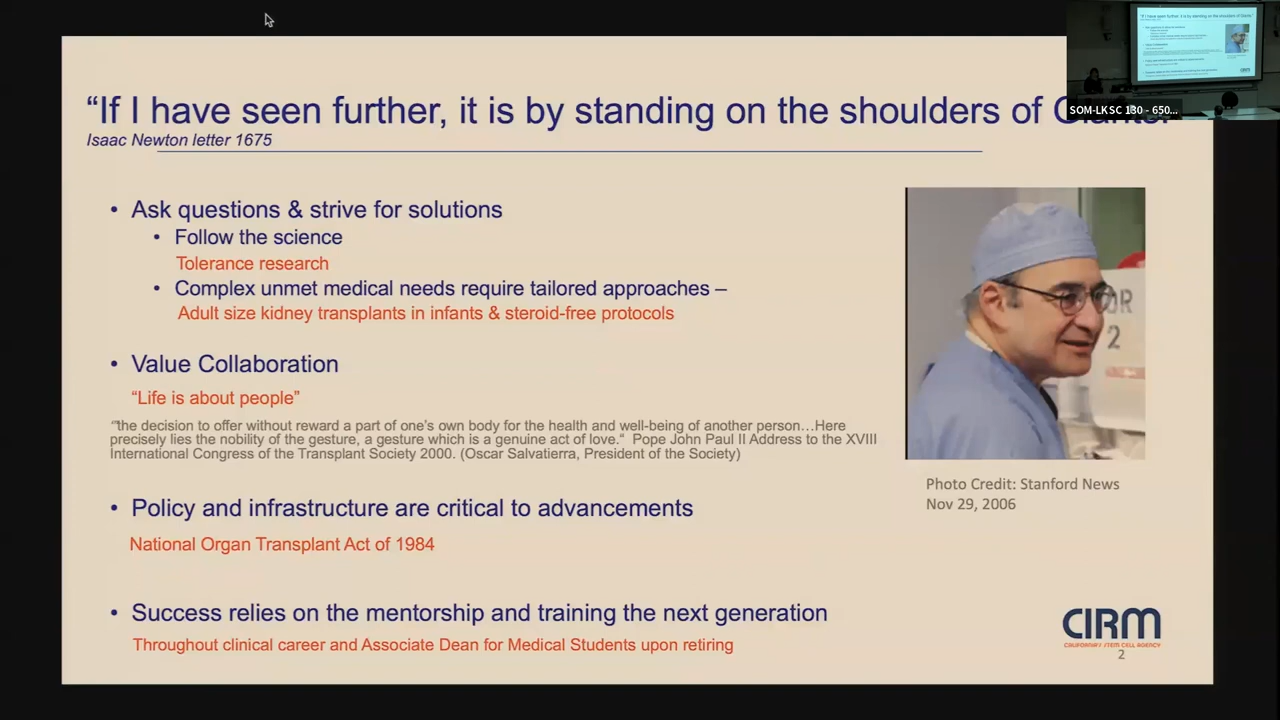 “If I have seen further, it is by standing on the shoulders of Giants.”
Isaac Newton letter 1675
SOM-LKSC 130 - 650...
• Ask questions & strive for solutions
• Follow the science
Tolerance research
• Complex unmet medical needs require tailored approaches –
Adult size kidney transplants in infants & steroid-free protocols
OR
2
• Value Collaboration
“Life is about people”
“the decision to offer without reward a part of one’s own body for the health and well-being of another person…Here
precisely lies the nobility of the gesture, a gesture which is a genuine act of love.“ Pope John Paul II Address to the XVIII
International Congress of the Transplant Society 2000. (Oscar Salvatierra, President of the Society)
Photo Credit: Stanford News
Nov 29, 2006
• Policy and infrastructure are critical to advancements
National Organ Transplant Act of 1984
• Success relies on the mentorship and training the next generation
Throughout clinical career and Associate Dean for Medical Students upon retiring
CIRM
CALIFORNIA'S STEM CELL AGENCY
2